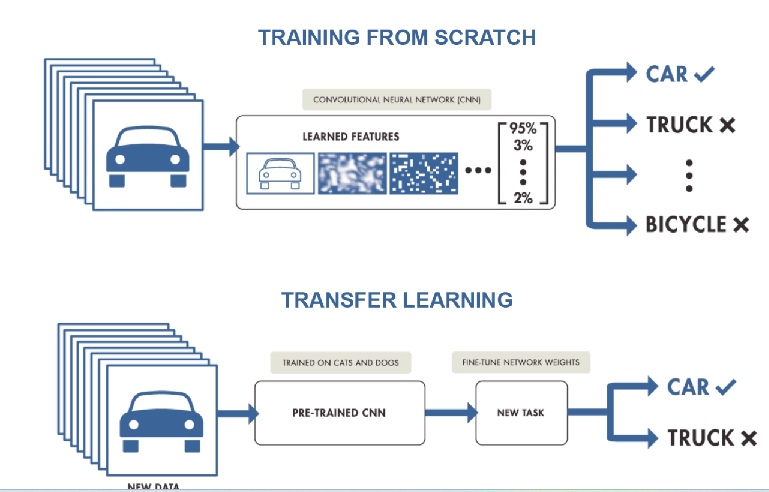 TRAINING FROM SCRATCH
CONVOLUTIONAL NEURAL NETWORK (CNN)
LEARNED FEATURES
95%
3%
2%
CAR
TRUCK
BICYCLE
TRANSFER LEARNING
TRAINED ON CATS AND DOGS
FINE-TUNE NETWORK WEIGHTS
PRE-TRAINED CNN
NEW TASK
CAR
TRUCK
NEW DATA